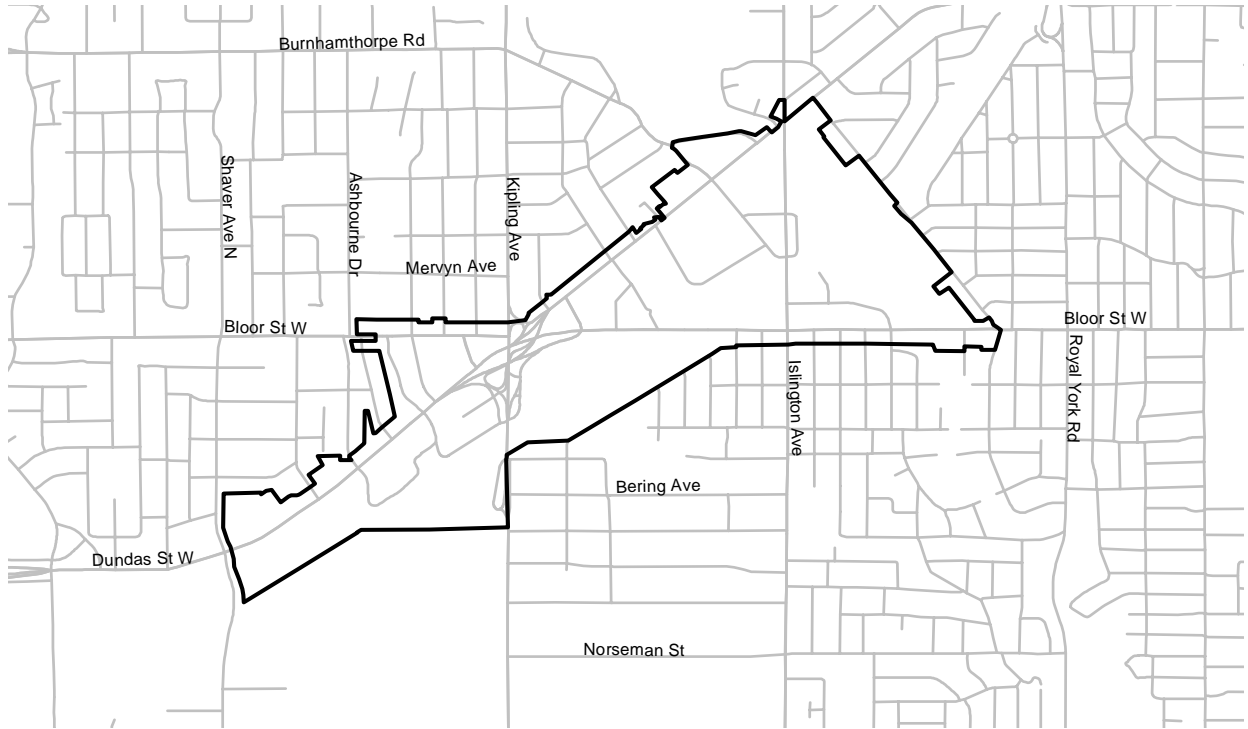 Burnhamthorpe Rd
Shaver Ave N
Ashbourne Dr
Kipling Ave
Mervyn Ave
Bloor St W
Bloor St W
Islington Ave
Royal York Rd
Bering Ave
Dundas St W
Norseman St